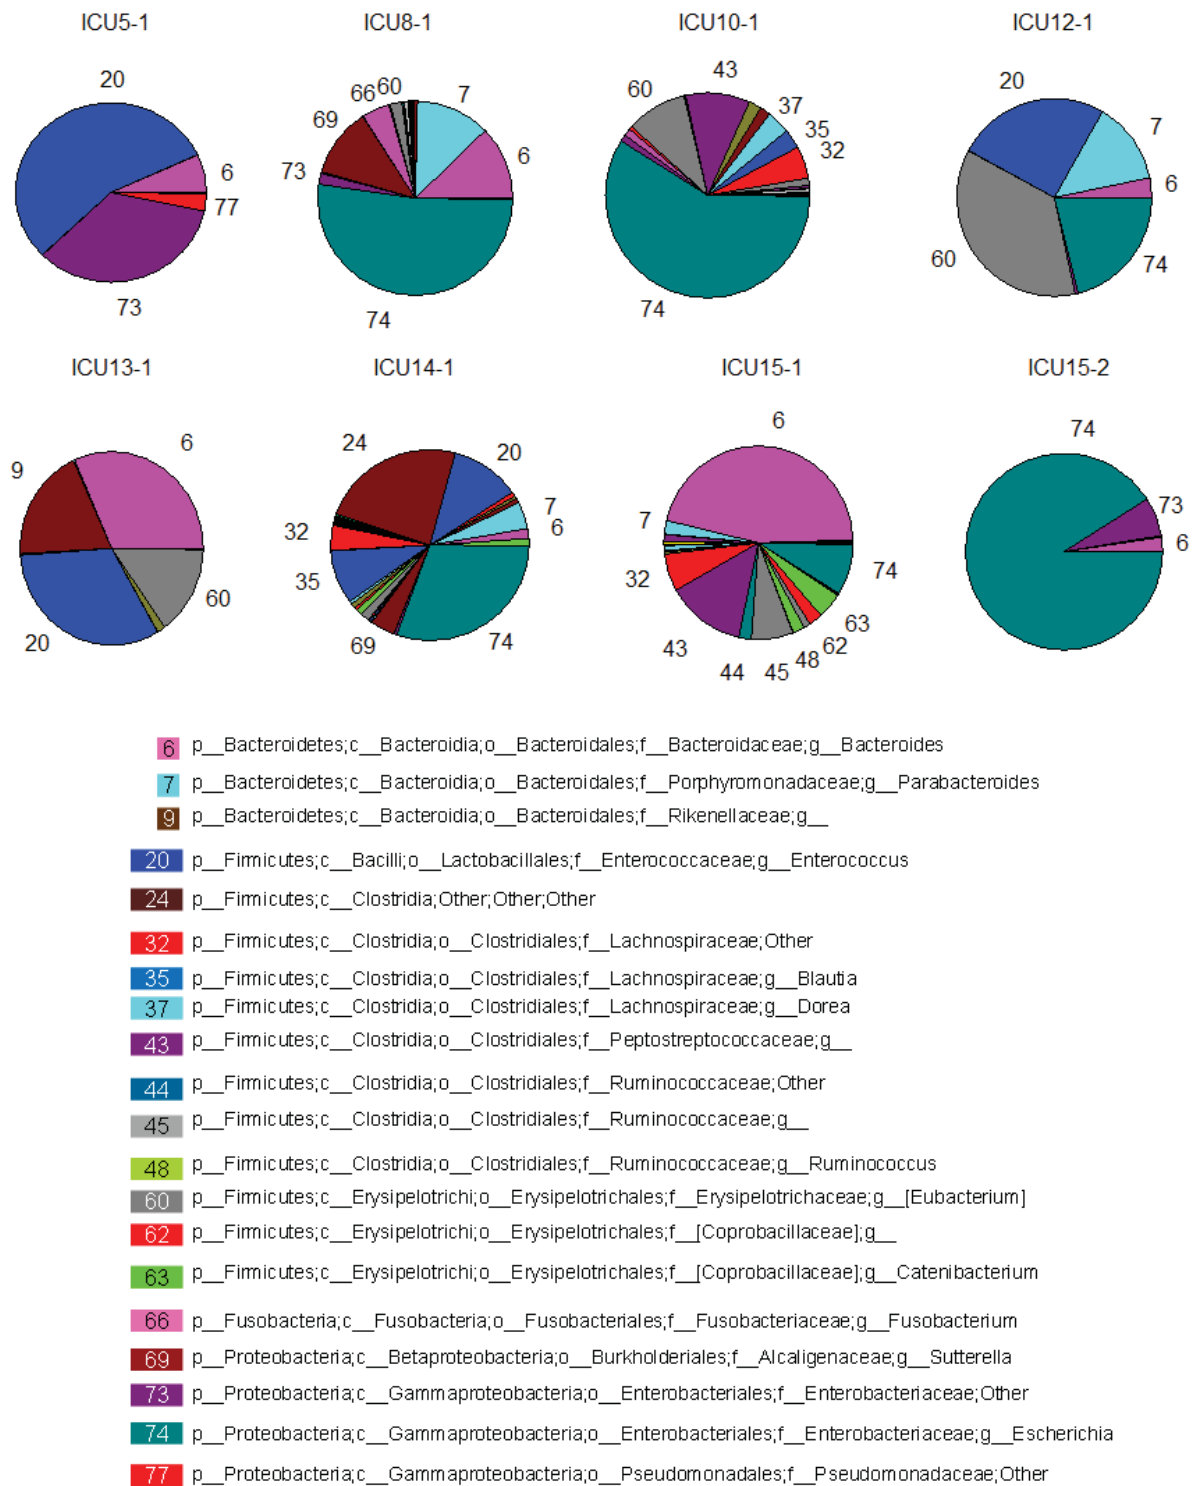 ICU5-1
ICU8-1
ICU10-1
ICU12-1
20
6
77
73
66
60
7
69
6
73
74
43
60
37
35
32
74
20
7
6
60
74
ICU13-1
ICU14-1
ICU15-1
ICU15-2
6
9
60
20
24
20
7
6
32
35
69
74
6
7
32
74
43
63
62
48
44
45
74
73
6
6 p__Bacteroidetes;c__Bacteroidia;o__Bacteroidales;f__Bacteroidaceae;g__Bacteroides
7 p__Bacteroidetes;c__Bacteroidia;o__Bacteroidales;f__Porphyromonadaceae;g__Parabacteroides
9 p__Bacteroidetes;c__Bacteroidia;o__Bacteroidales;f__Rikenellaceae;g__
20 p__Firmicutes;c__Bacilli;o__Lactobacillales;f__Enterococcaceae;g__Enterococcus
24 p__Firmicutes;c__Clostridia;Other;Other;Other
32 p__Firmicutes;c__Clostridia;o__Clostridiales;f__Lachnospiraceae;Other
35 p__Firmicutes;c__Clostridia;o__Clostridiales;f__Lachnospiraceae;g__Blautia
37 p__Firmicutes;c__Clostridia;o__Clostridiales;f__Lachnospiraceae;g__Dorea
43 p__Firmicutes;c__Clostridia;o__Clostridiales;f__Peptostreptococcaceae;g__
44 p__Firmicutes;c__Clostridia;o__Clostridiales;f__Ruminococcaceae;Other
45 p__Firmicutes;c__Clostridia;o__Clostridiales;f__Ruminococcaceae;g__
48 p__Firmicutes;c__Clostridia;o__Clostridiales;f__Ruminococcaceae;g__Ruminococcus
60 p__Firmicutes;c__Erysipelotrichi;o__Erysipelotrichales;f__Erysipelotrichaceae;g__[Eubacterium]
62 p__Firmicutes;c__Erysipelotrichi;o__Erysipelotrichales;f__[Coprobacillaceae];g__
63 p__Firmicutes;c__Erysipelotrichi;o__Erysipelotrichales;f__[Coprobacillaceae];g__Catenibacterium
66 p__Fusobacteria;c__Fusobacteria;o__Fusobacteriales;f__Fusobacteriaceae;g__Fusobacterium
69 p__Proteobacteria;c__Betaproteobacteria;o__Burkholderiales;f__Alcaligenaceae;g__Sutterella
73 p__Proteobacteria;c__Gammaproteobacteria;o__Enterobacteriales;f__Enterobacteriaceae;Other
74 p__Proteobacteria;c__Gammaproteobacteria;o__Enterobacteriales;f__Enterobacteriaceae;g__Escherichia
77 p__Proteobacteria;c__Gammaproteobacteria;o__Pseudomonadales;f__Pseudomonadaceae;Other